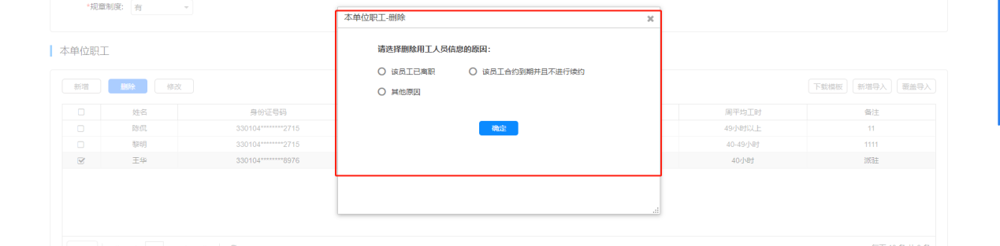 *规章制度: 有
本单位职工-删除
本单位职工
请选择删除用工人员信息的原因:
该员工已离职 该员工合约到期并且不进行续约
其他原因
确定
新增 删除 修改 下载模板 新增导入 覆盖导入
姓名 身份证号码 周平均工时 备注
陈侃 330104********2715 49小时以上 11
黎明 330104********2715 40-49小时 1111
王华 330104********8976 40小时 派驻